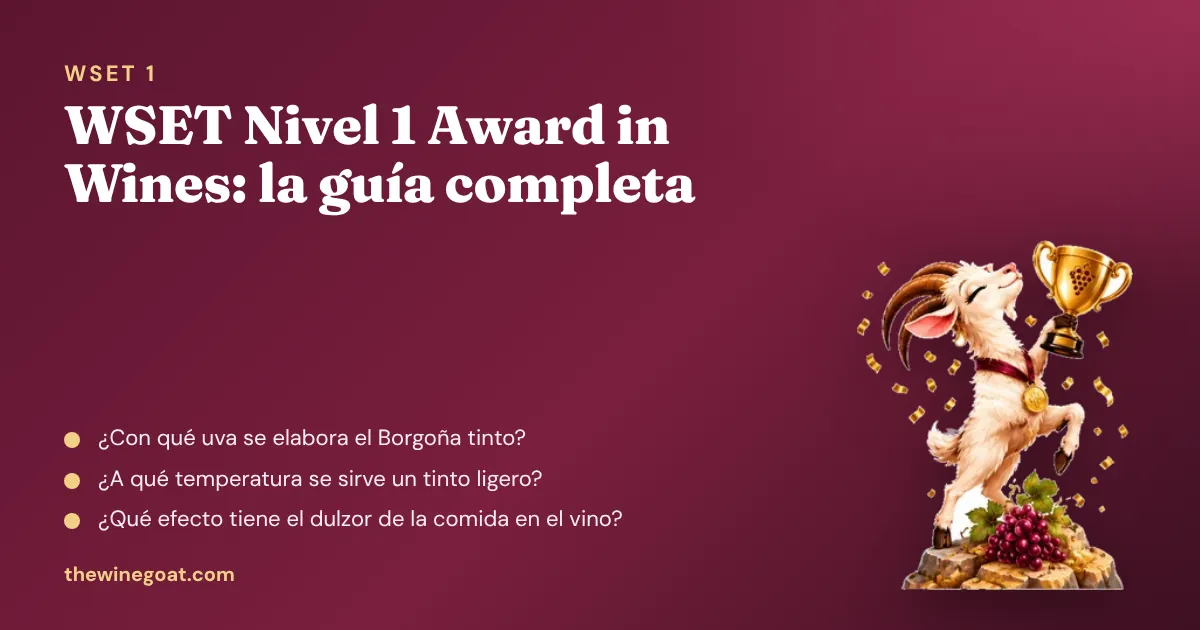 WSET 1
WSET Nivel 1 Award in
Wines: la guía completa
¿Con qué uva se elabora el Borgoña tinto?
¿A qué temperatura se sirve un tinto ligero?
¿Qué efecto tiene el dulzor de la comida en el vino?
thewinegoat.com